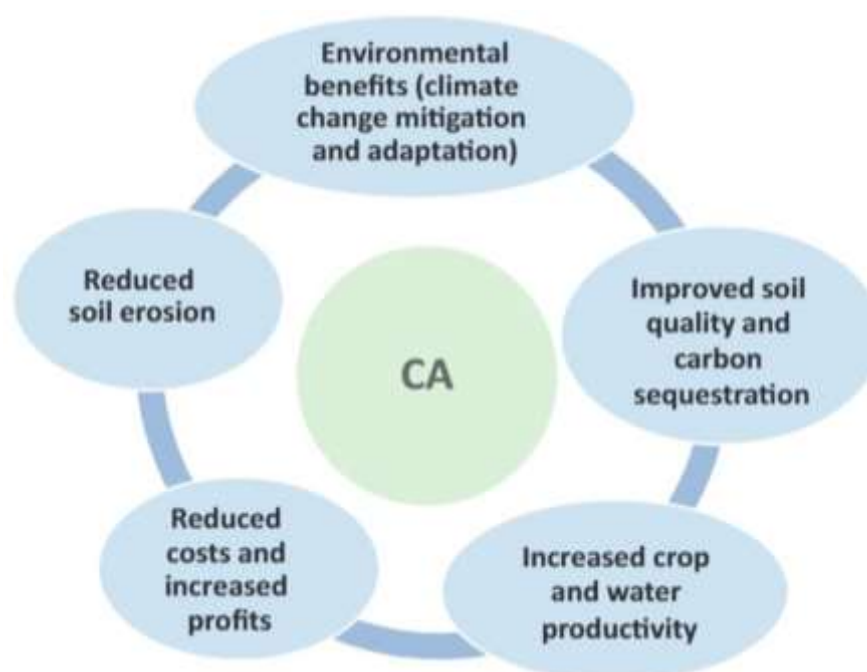 Environmental
benefits (climate
change mitigation
and adaptation)
Reduced
soil erosion
Improved soil
quality and
carbon
sequestration
CA
Reduced
costs and
increased
profits
Increased crop
and water
productivity